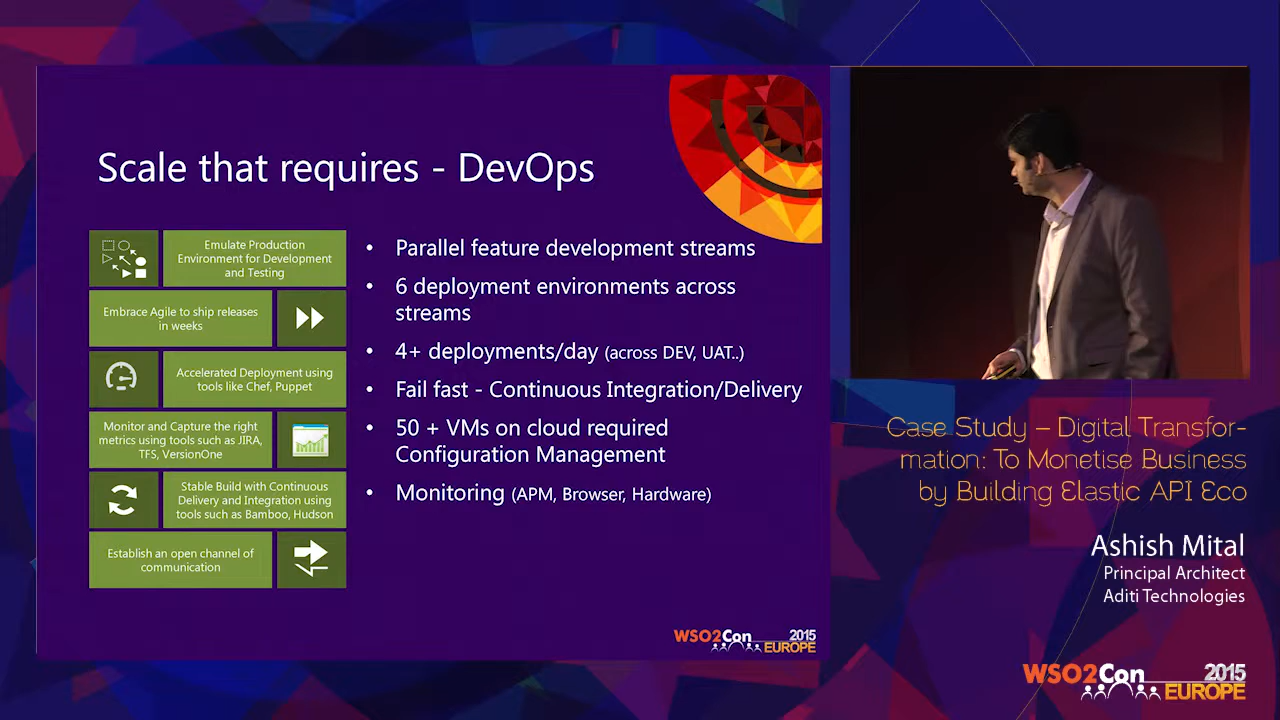 Scale that requires - DevOps
Emulate Production
Environment for Development
and Testing
Embrace Agile to ship releases
in weeks
Accelerated Deployment using
tools like Chef, Puppet
Monitor and Capture the right
metrics using tools such as JIRA,
TFS, VersionOne
Stable Build with Continuous
Delivery and Integration using
tools such as Bamboo, Hudson
Establish an open channel of
communication
• Parallel feature development streams
• 6 deployment environments across
streams
• 4+ deployments/day (across DEV, UAT..)
• Fail fast - Continuous Integration/Delivery
• 50 + VMs on cloud required
Configuration Management
• Monitoring (APM, Browser, Hardware)
WSO2Con 2015
EUROPE
Case Study – Digital Transfor-
mation: To Monetise Business
by Building Elastic API Eco
Ashish Mital
Principal Architect
Aditi Technologies
WSO2Con 2015
EUROPE